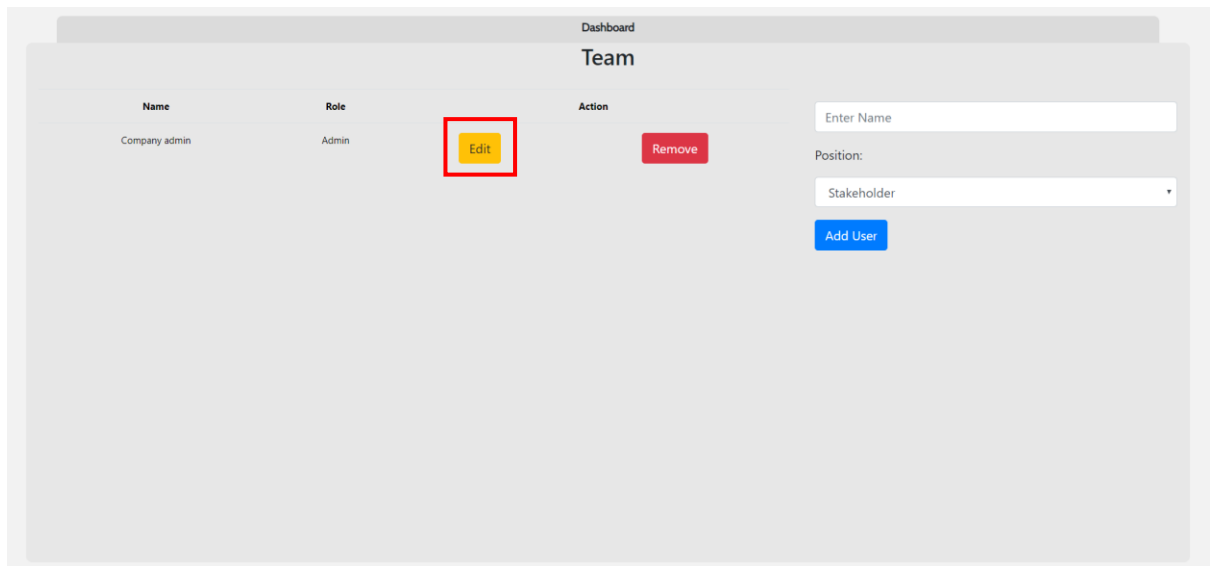 Dashboard
Team
Name Role Action
Company admin Admin Edit Remove
Enter Name
Position:
Stakeholder
Add User